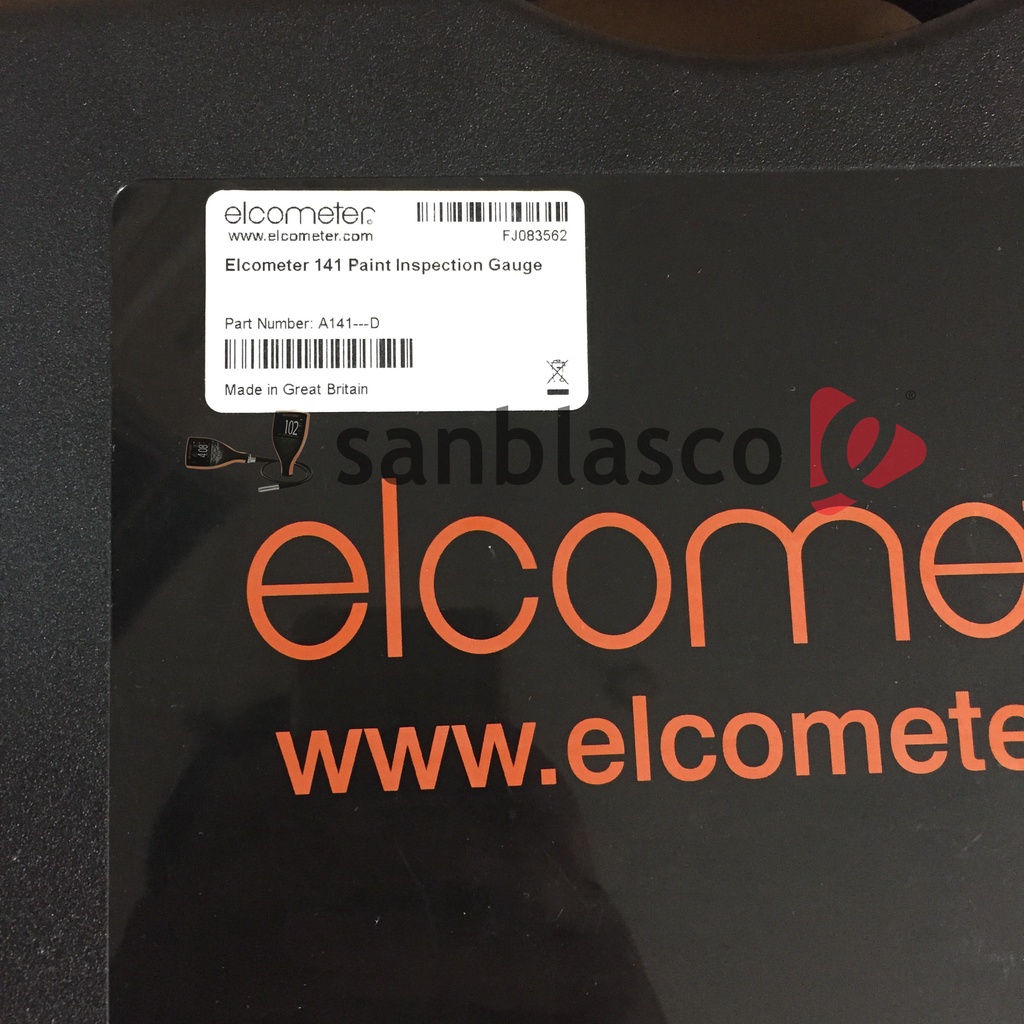 elcometer
www.elcometer.com
FJ083562
Elcometer 141 Paint Inspection Gauge
Part Number: A141---D
Made in Great Britain
102
408
sanblasco ®
elcome
www.elcomete